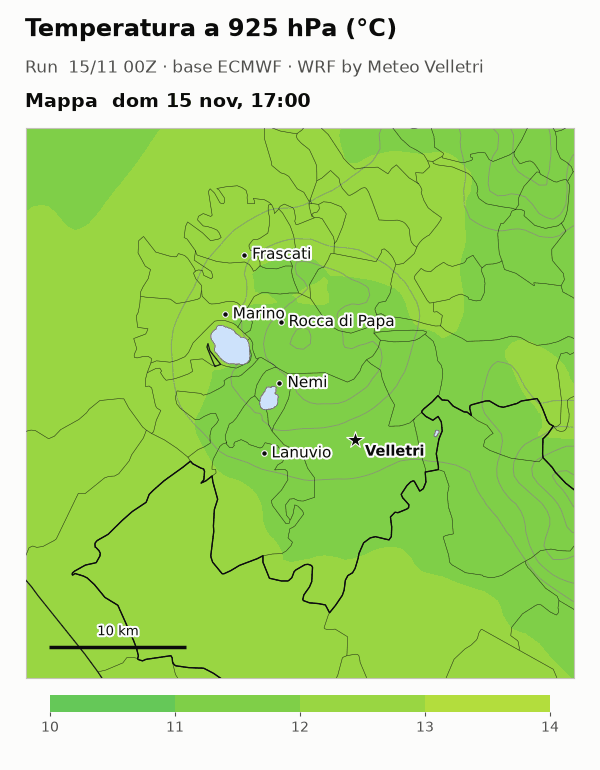 Temperatura a 925 hPa (°C)
Run  15/11 00Z · base ECMWF · WRF by Meteo Velletri
Mappa  dom 15 nov, 17:00
Frascati
Marino
Rocca di Papa
Nemi
Velletri
Lanuvio
10 km
10 11 12 13 14